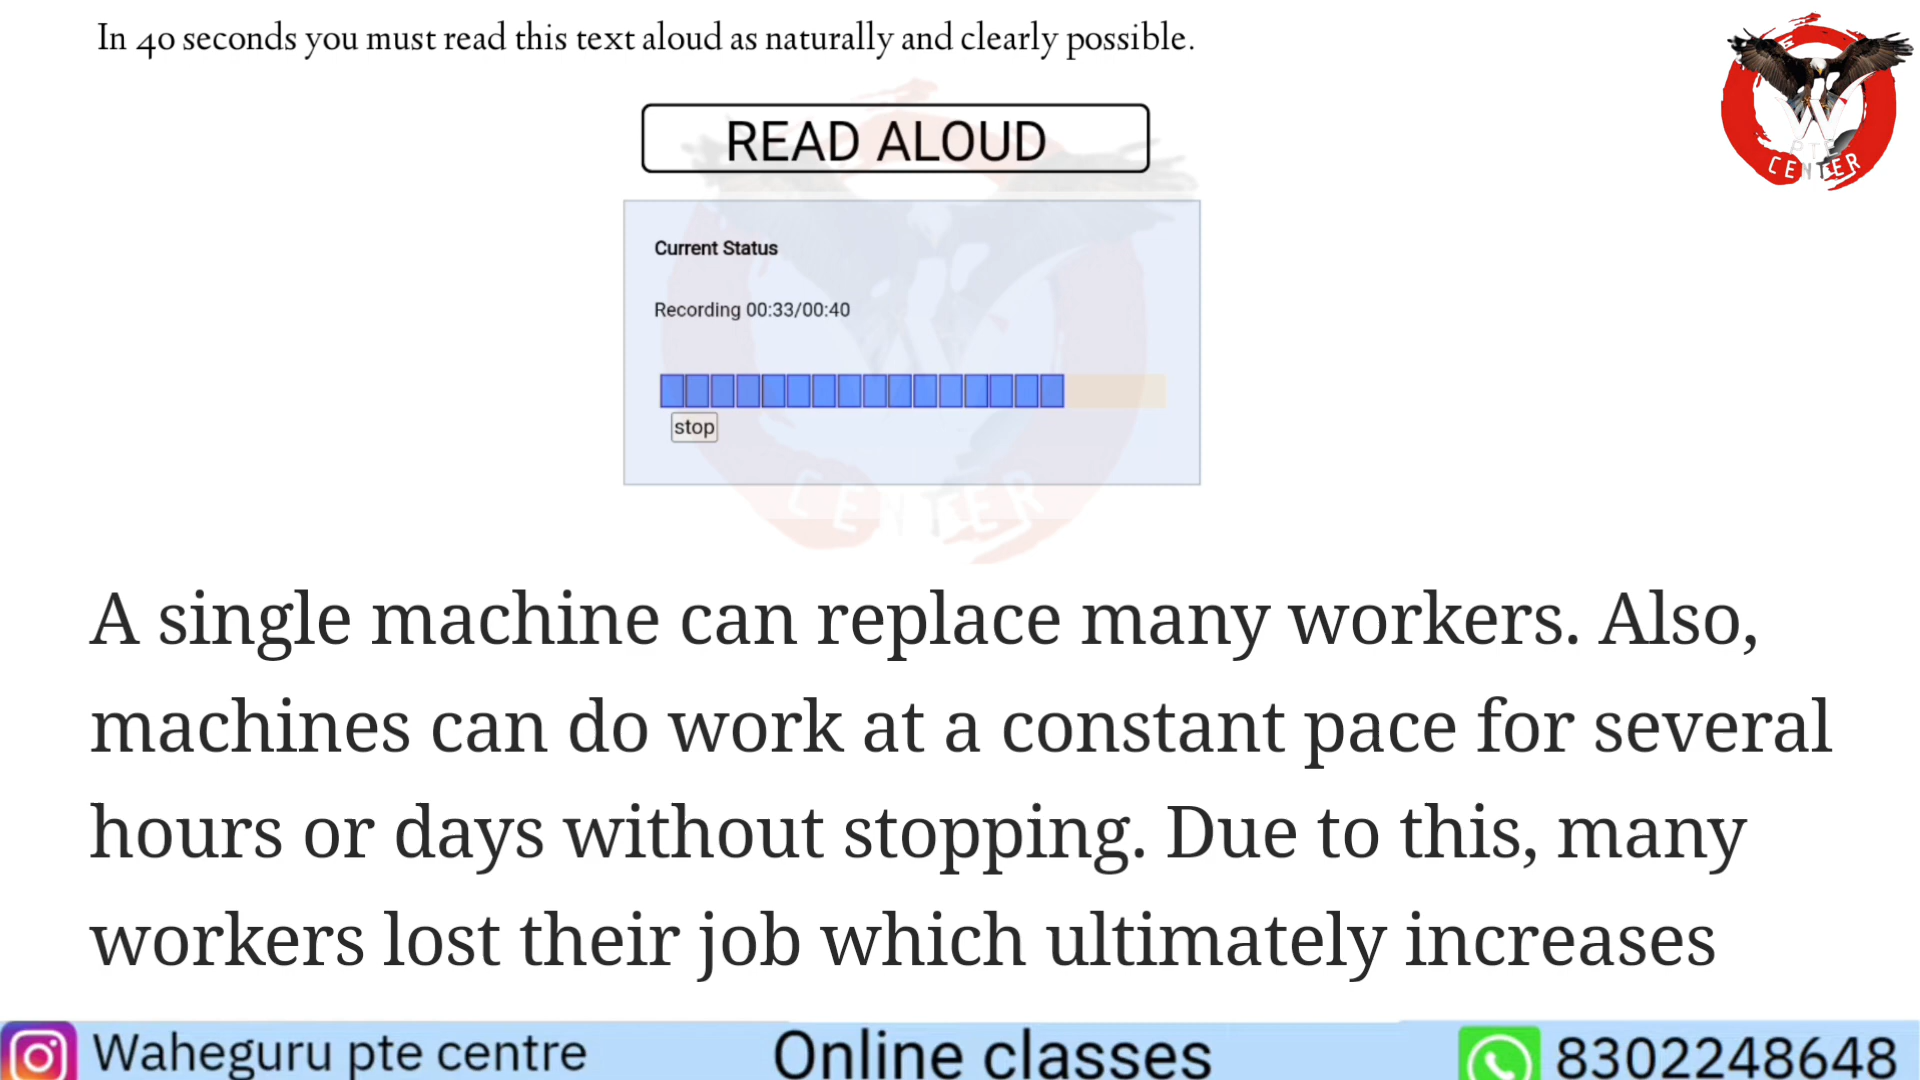 In 40 seconds you must read this text aloud as naturally and clearly possible.
READ ALOUD
Current Status
Recording 00:33/00:40
stop
CENTER
A single machine can replace many workers. Also,
machines can do work at a constant pace for several
hours or days without stopping. Due to this, many
workers lost their job which ultimately increases
Waheguru pte centre
Online classes
8302248648